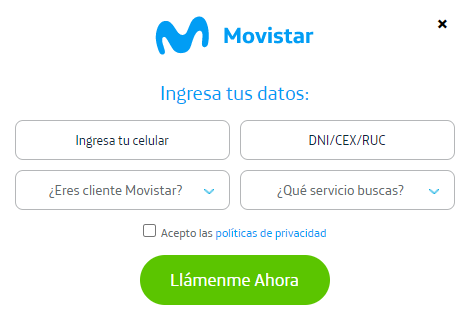 Movistar
×
Ingresa tus datos:
Ingresa tu celular
DNI/CEX/RUC
¿Eres cliente Movistar?
¿Qué servicio buscas?
Acepto las políticas de privacidad
Llámenme Ahora